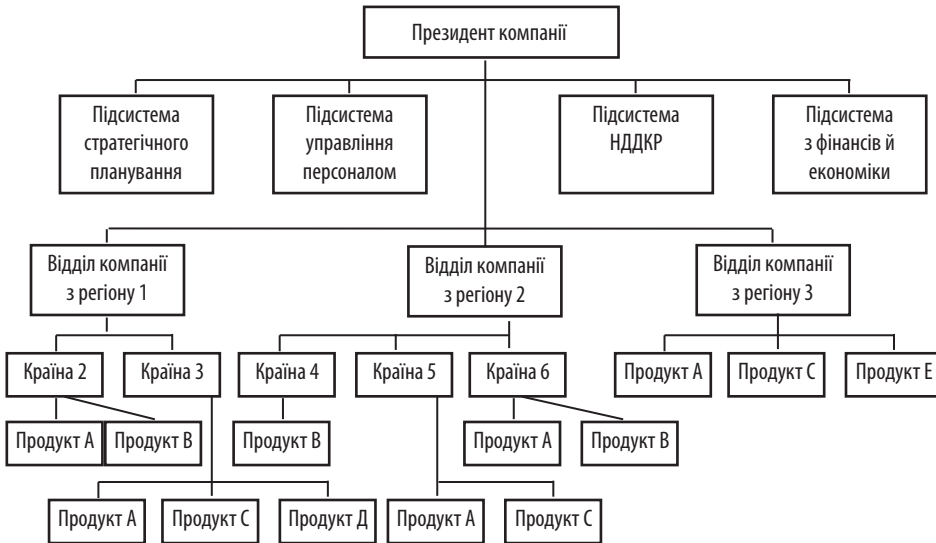 Президент компанії
Підсистема
стратегічного
планування
Підсистема
управління
персоналом
Підсистема
НДДКР
Підсистема
з фінансів й
економіки
Відділ компанії
з регіону 1
Відділ компанії
з регіону 2
Відділ компанії
з регіону 3
Країна 2
Країна 3
Країна 4
Країна 5
Країна 6
Продукт А
Продукт С
Продукт Е
Продукт А
Продукт В
Продукт В
Продукт А
Продукт В
Продукт А
Продукт С
Продукт Д
Продукт А
Продукт С